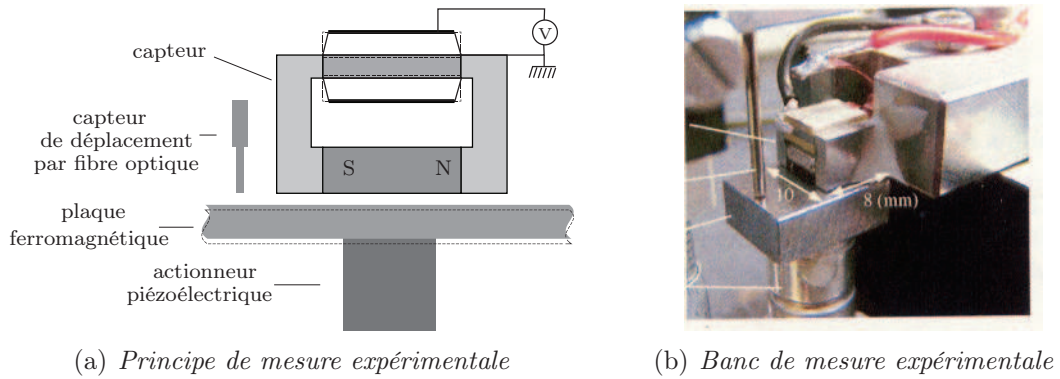 capteur
V
capteur
de déplacement
par fibre optique
S N
plaque
ferromagnétique
actionneur
piézoélectrique
10
8 (mm)
(a) Principe de mesure expérimentale
(b) Banc de mesure expérimentale